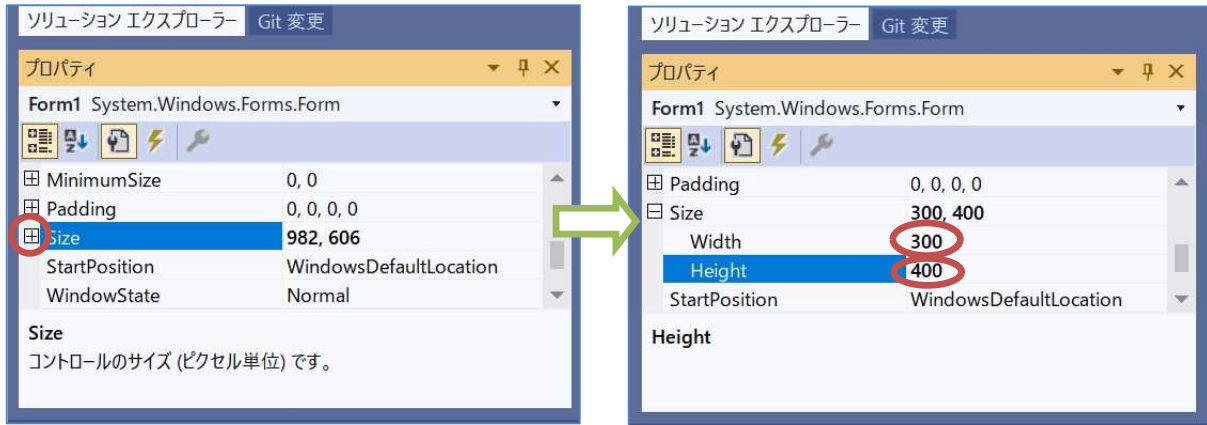 ソリューション エクスプローラー Git 変更
プロパティ
Form1 System.Windows.Forms.Form
MinimumSize 0, 0
Padding 0, 0, 0, 0
Size 982, 606
StartPosition WindowsDefaultLocation
WindowState Normal
Size
コントロールのサイズ (ピクセル単位) です。
ソリューション エクスプローラー Git 変更
プロパティ
Form1 System.Windows.Forms.Form
Padding 0, 0, 0, 0
Size 300, 400
Width 300
Height 400
StartPosition WindowsDefaultLocation
Height